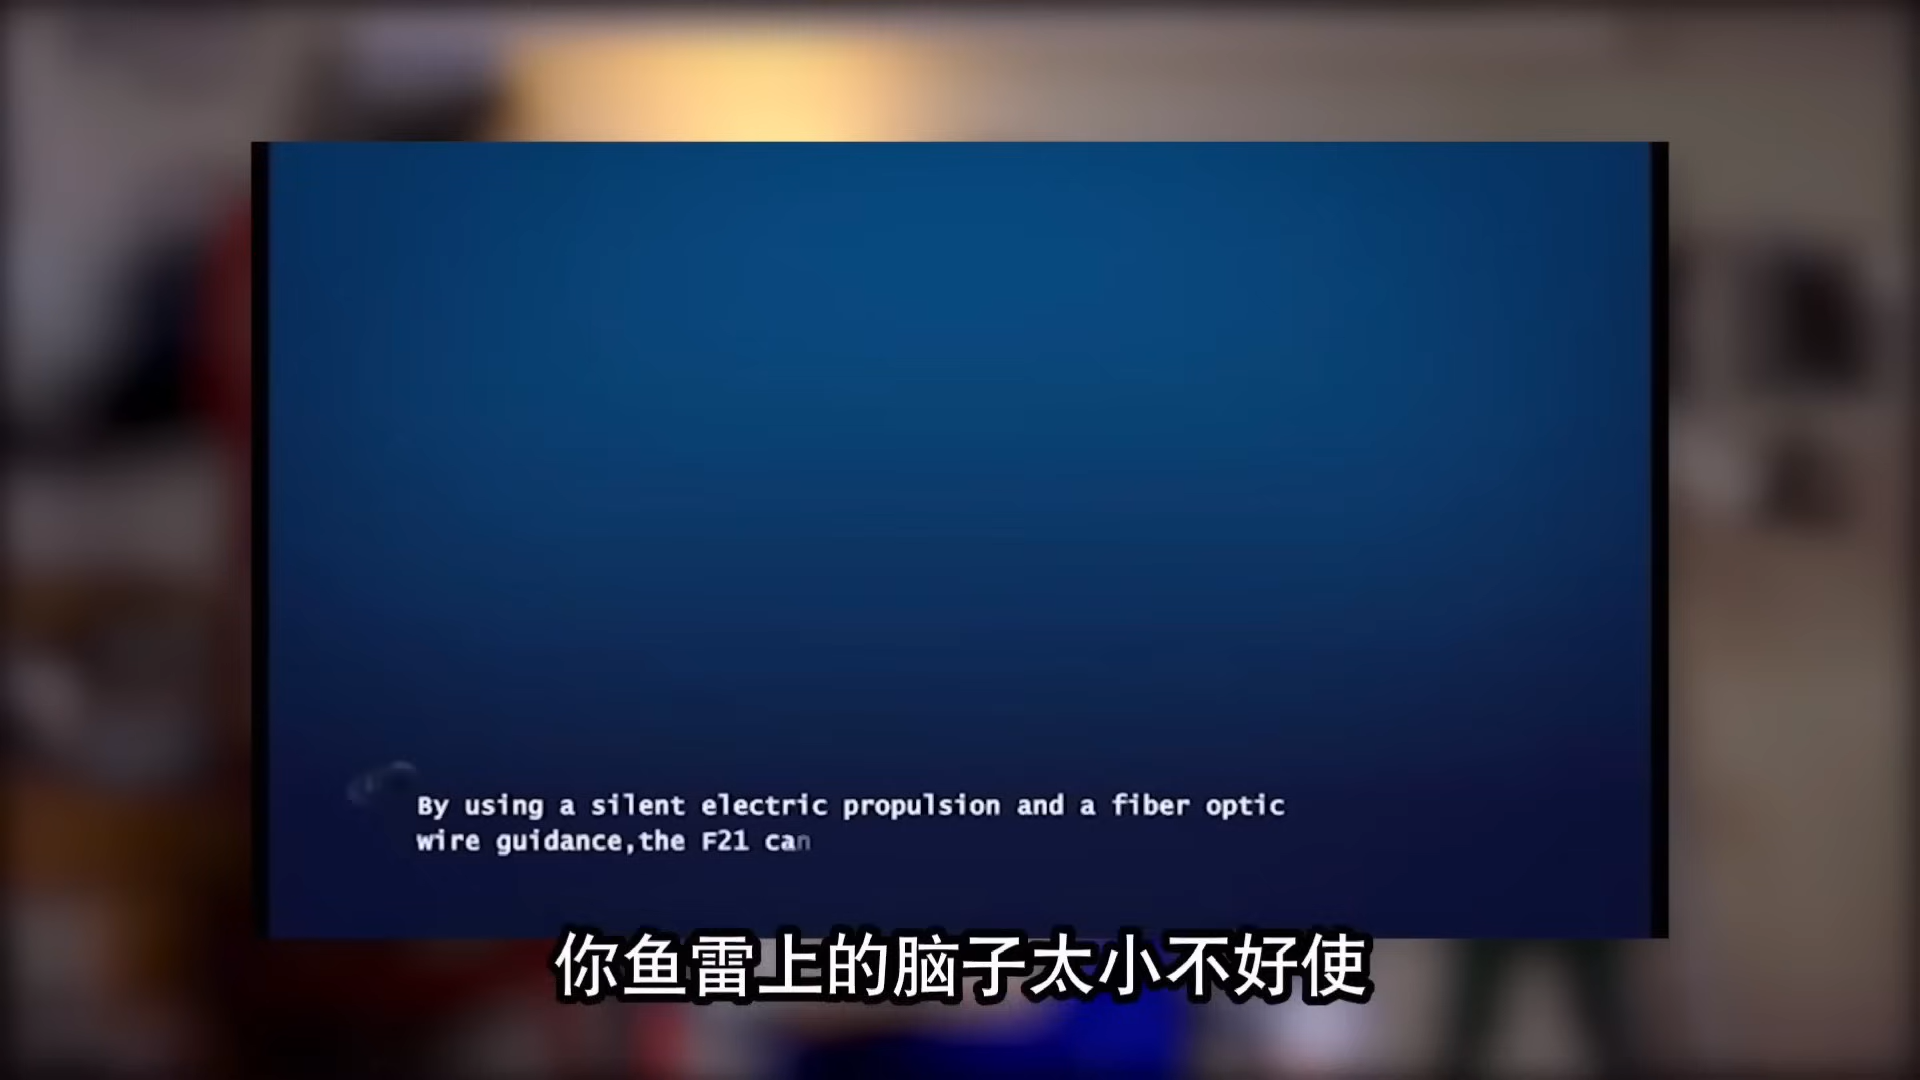 By using a silent electric propulsion and a fiber optic
wire guidance,the F21 can
你鱼雷上的脑子太小不好使